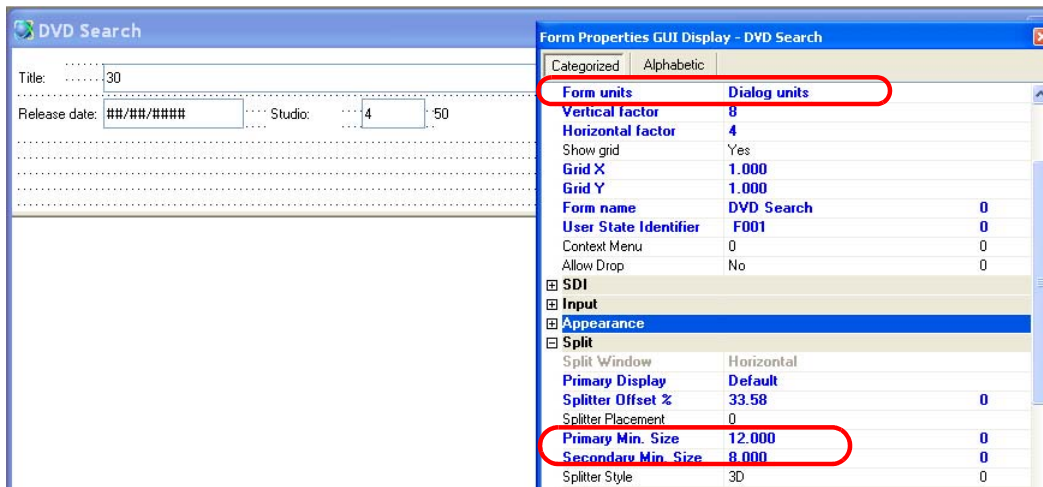 DVD Search
Title: 30
Release date: ##/##/#### Studio: 4 50
Form Properties GUI Display - DVD Search
Categorized Alphabetic
Form units Dialog units
Vertical factor 8
Horizontal factor 4
Show grid Yes
Grid X 1.000
Grid Y 1.000
Form name DVD Search 0
User State Identifier F001 0
Context Menu 0 0
Allow Drop No 0
SDI
Input
Appearance
Split
Split Window Horizontal
Primary Display Default
Splitter Offset % 33.58 0
Splitter Placement 0
Primary Min. Size 12.000 0
Secondary Min. Size 8.000 0
Splitter Style 3D 0